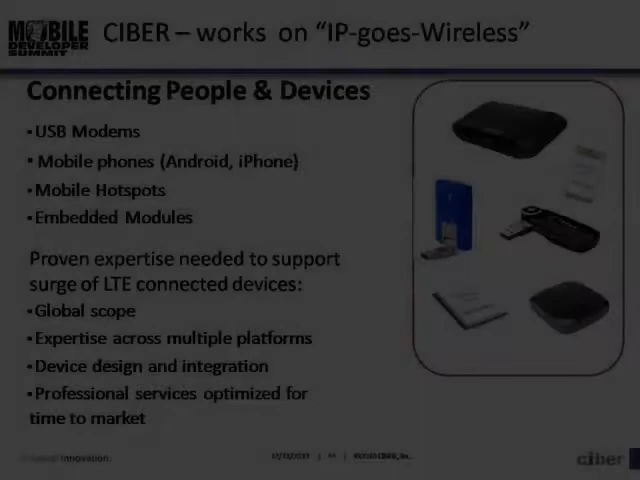 MOBILE
DEVELOPER
SUMMIT
CIBER – works on “IP-goes-Wireless”
Connecting People & Devices
▪USB Modems
▪ Mobile phones (Android, iPhone)
▪Mobile Hotspots
▪Embedded Modules
Proven expertise needed to support
surge of LTE connected devices:
▪Global scope
▪Expertise across multiple platforms
▪Device design and integration
▪Professional services optimized for
time to market
Innovation.
ciber